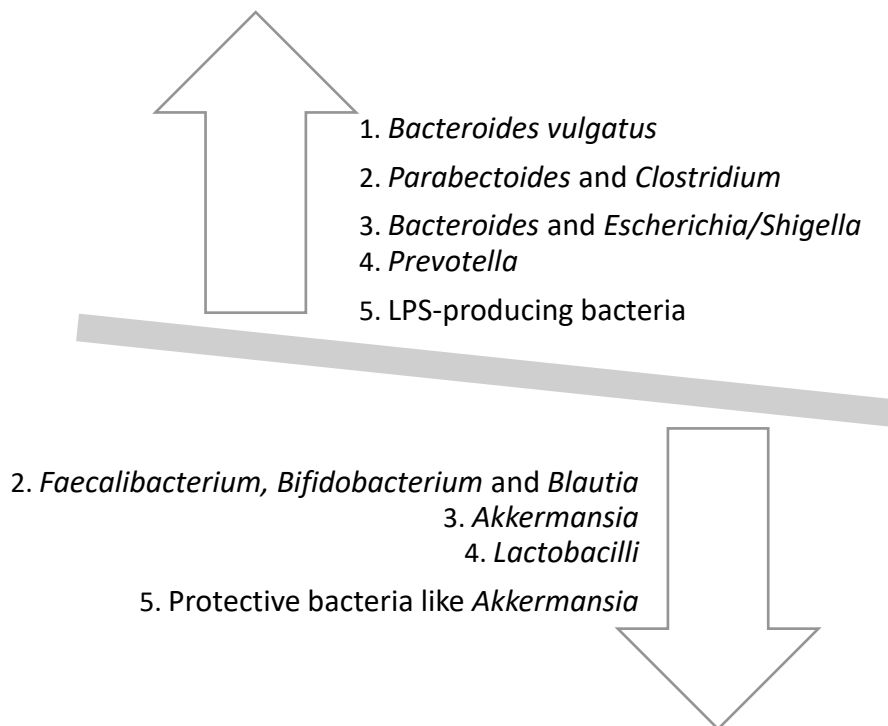 1. Bacteroides vulgatus
2. Parabectoides and Clostridium
3. Bacteroides and Escherichia/Shigella
4. Prevotella
5. LPS-producing bacteria
2. Faecalibacterium, Bifidobacterium and Blautia
3. Akkermansia
4. Lactobacilli
5. Protective bacteria like Akkermansia